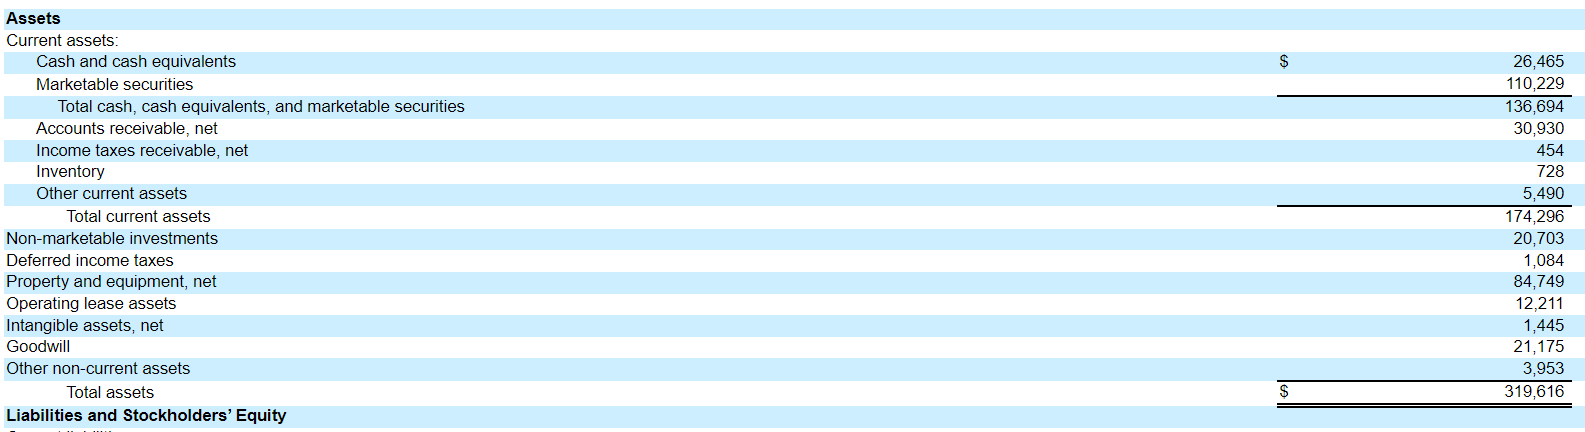 Assets
Current assets:
Cash and cash equivalents $ 26,465
Marketable securities 110,229
Total cash, cash equivalents, and marketable securities 136,694
Accounts receivable, net 30,930
Income taxes receivable, net 454
Inventory 728
Other current assets 5,490
Total current assets 174,296
Non-marketable investments 20,703
Deferred income taxes 1,084
Property and equipment, net 84,749
Operating lease assets 12,211
Intangible assets, net 1,445
Goodwill 21,175
Other non-current assets 3,953
Total assets $ 319,616
Liabilities and Stockholders’ Equity